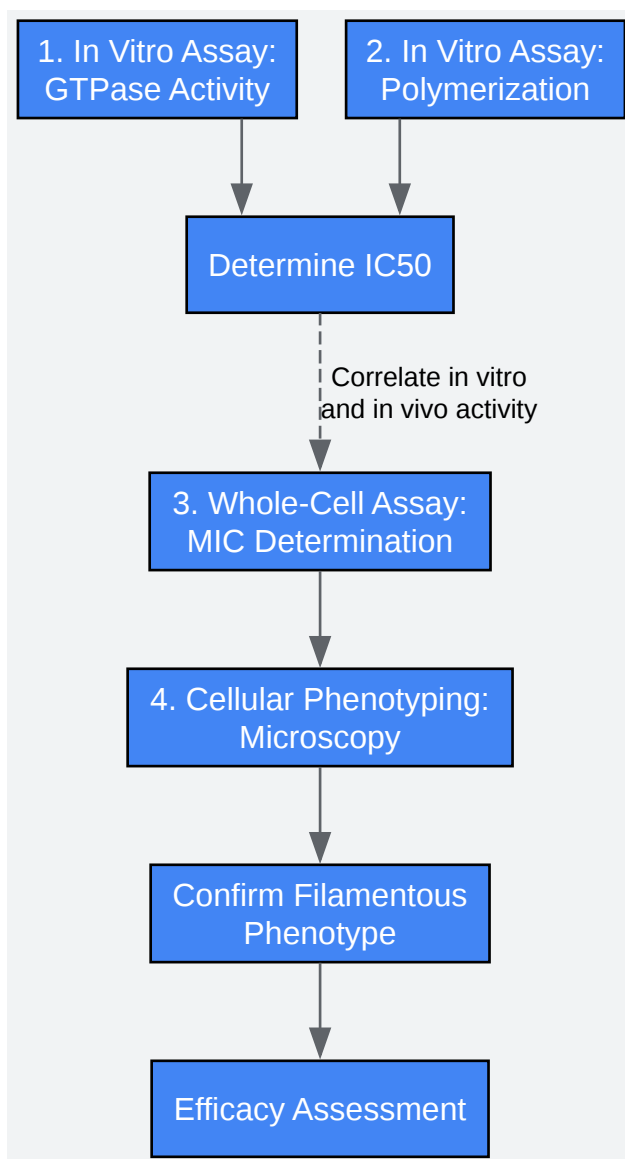 1. In Vitro Assay:
GTPase Activity
2. In Vitro Assay:
Polymerization
Determine IC50
Correlate in vitro
and in vivo activity
3. Whole-Cell Assay:
MIC Determination
4. Cellular Phenotyping:
Microscopy
Confirm Filamentous
Phenotype
Efficacy Assessment